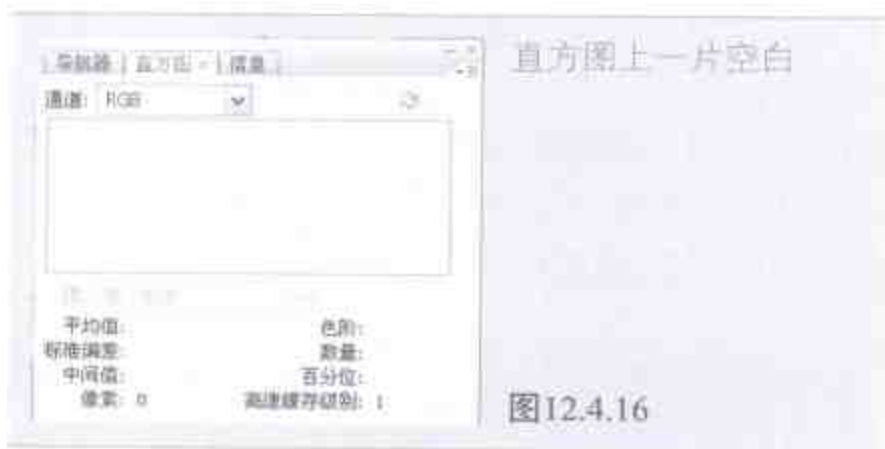 导航器 直方图 × 信息
直方图上一片空白
通道: RGB
平均值: 色阶:
标准偏差: 数量:
中间值: 百分位:
像素: 0 高速缓存级别: 1
图12.4.16